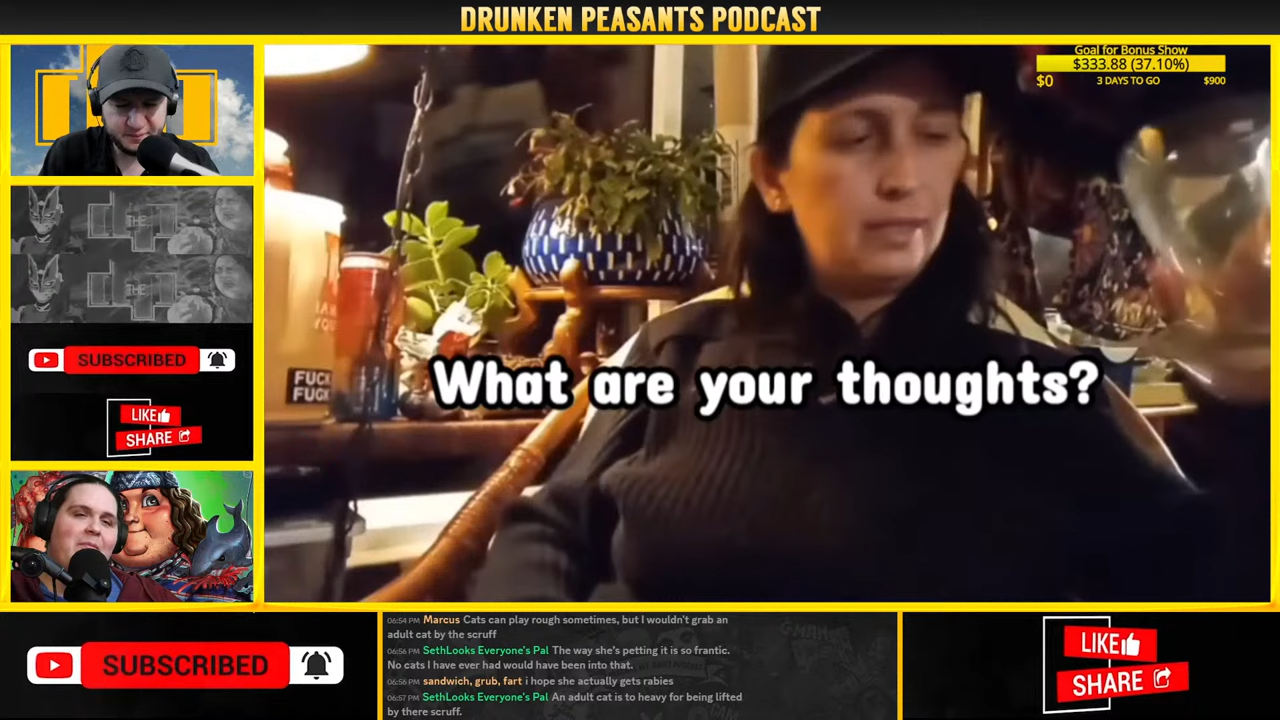 DRUNKEN PEASANTS PODCAST
Goal for Bonus Show
$333.88 (37.10%)
$0
3 DAYS TO GO
$900
What are your thoughts?
FUCK
FUCK
SUBSCRIBED
LIKE
SHARE
SUBSCRIBED
06:54 PM Marcus Cats can play rough sometimes, but I wouldn't grab an
adult cat by the scruff
06:56 PM SethLooks Everyone's Pal The way she's petting it is so frantic.
No cats I have ever had would have been into that.
06:56 PM sandwich, grub, fart i hope she actually gets rabies
06:57 PM SethLooks Everyone's Pal An adult cat is to heavy for being lifted
by there scruff.
LIKE
SHARE